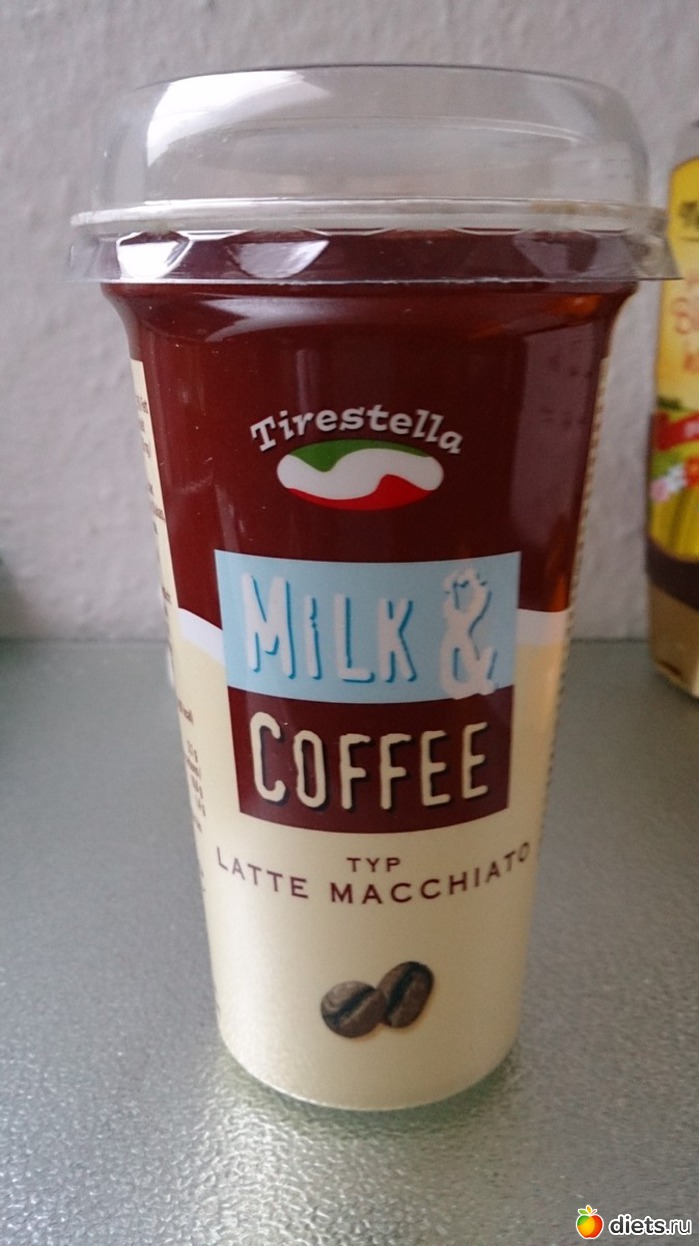 Tirestella
MILK &
COFFEE
TYP
LATTE MACCHIATO
diets.ru